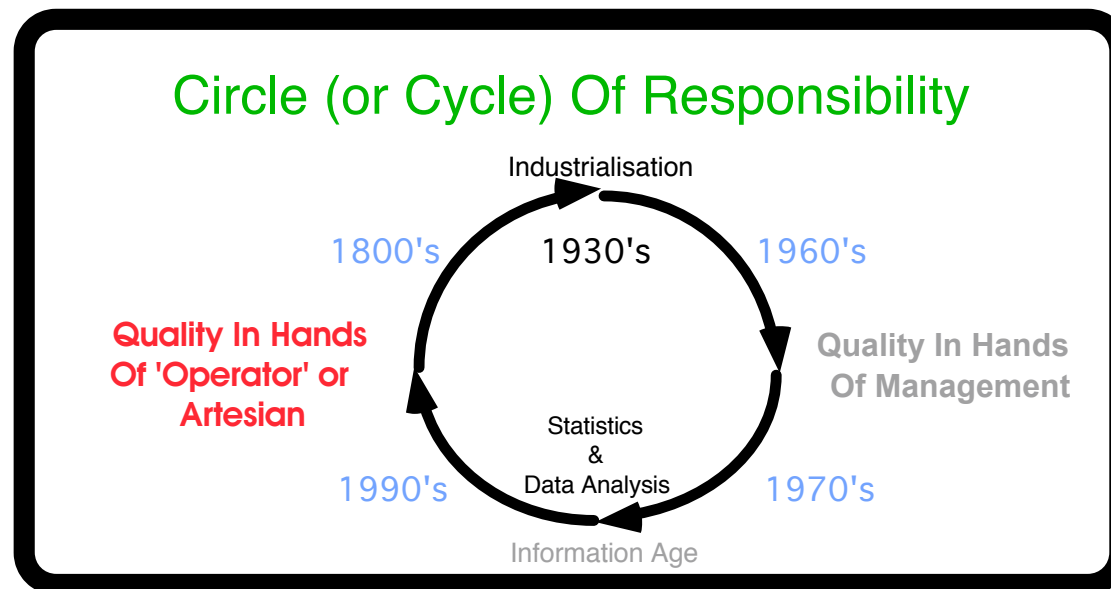 Circle (or Cycle) Of Responsibility
Industrialisation
1800's
1930's
1960's
Quality In Hands
Of 'Operator' or
Artesian
Quality In Hands
Of Management
Statistics
&
Data Analysis
1990's
1970's
Information Age